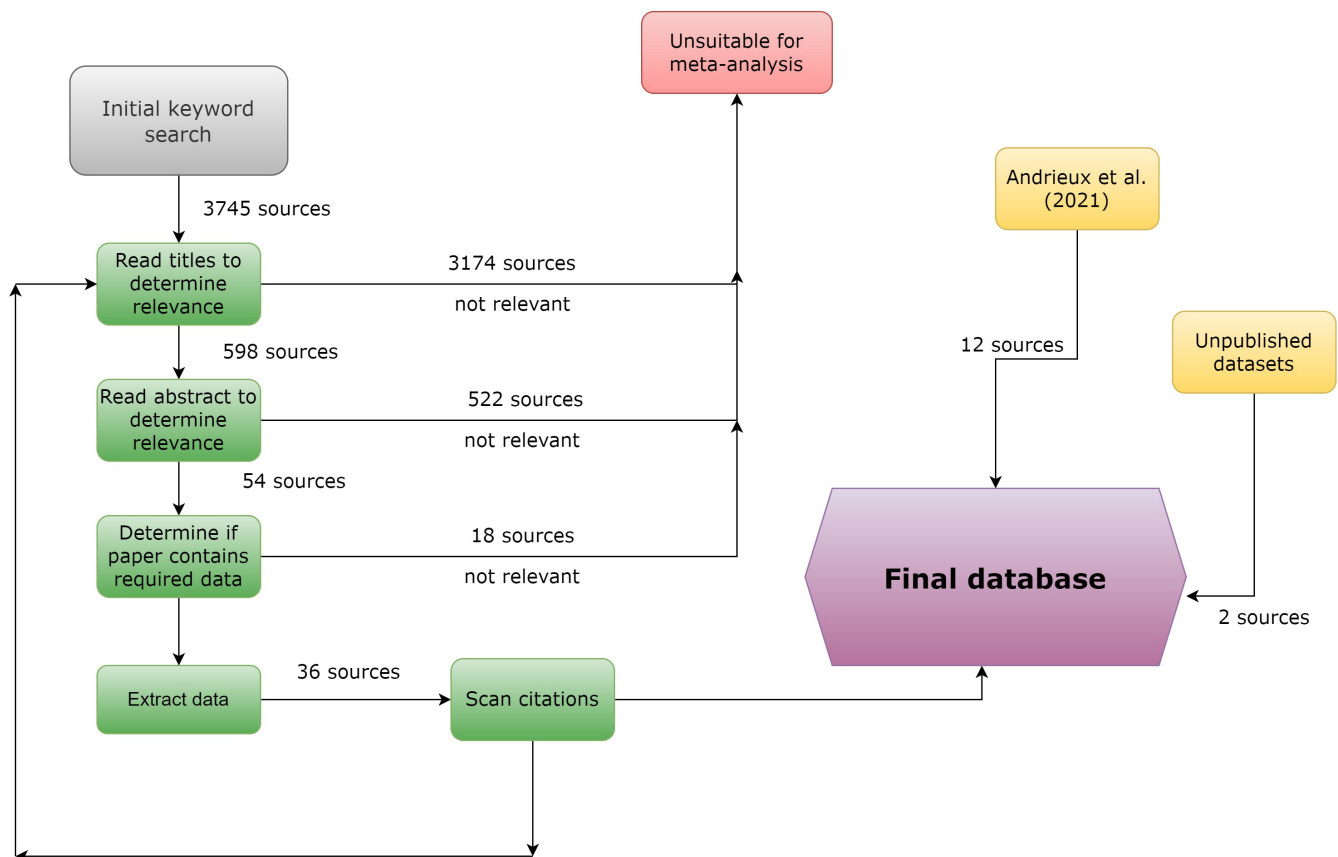 Unsuitable for
meta-analysis
Initial keyword
search
3745 sources
Read titles to
determine
relevance
3174 sources
not relevant
598 sources
Read abstract to
determine
relevance
522 sources
not relevant
54 sources
Determine if
paper contains
required data
18 sources
not relevant
Extract data
36 sources
Scan citations
Andrieux et al.
(2021)
12 sources
Unpublished
datasets
2 sources
Final database